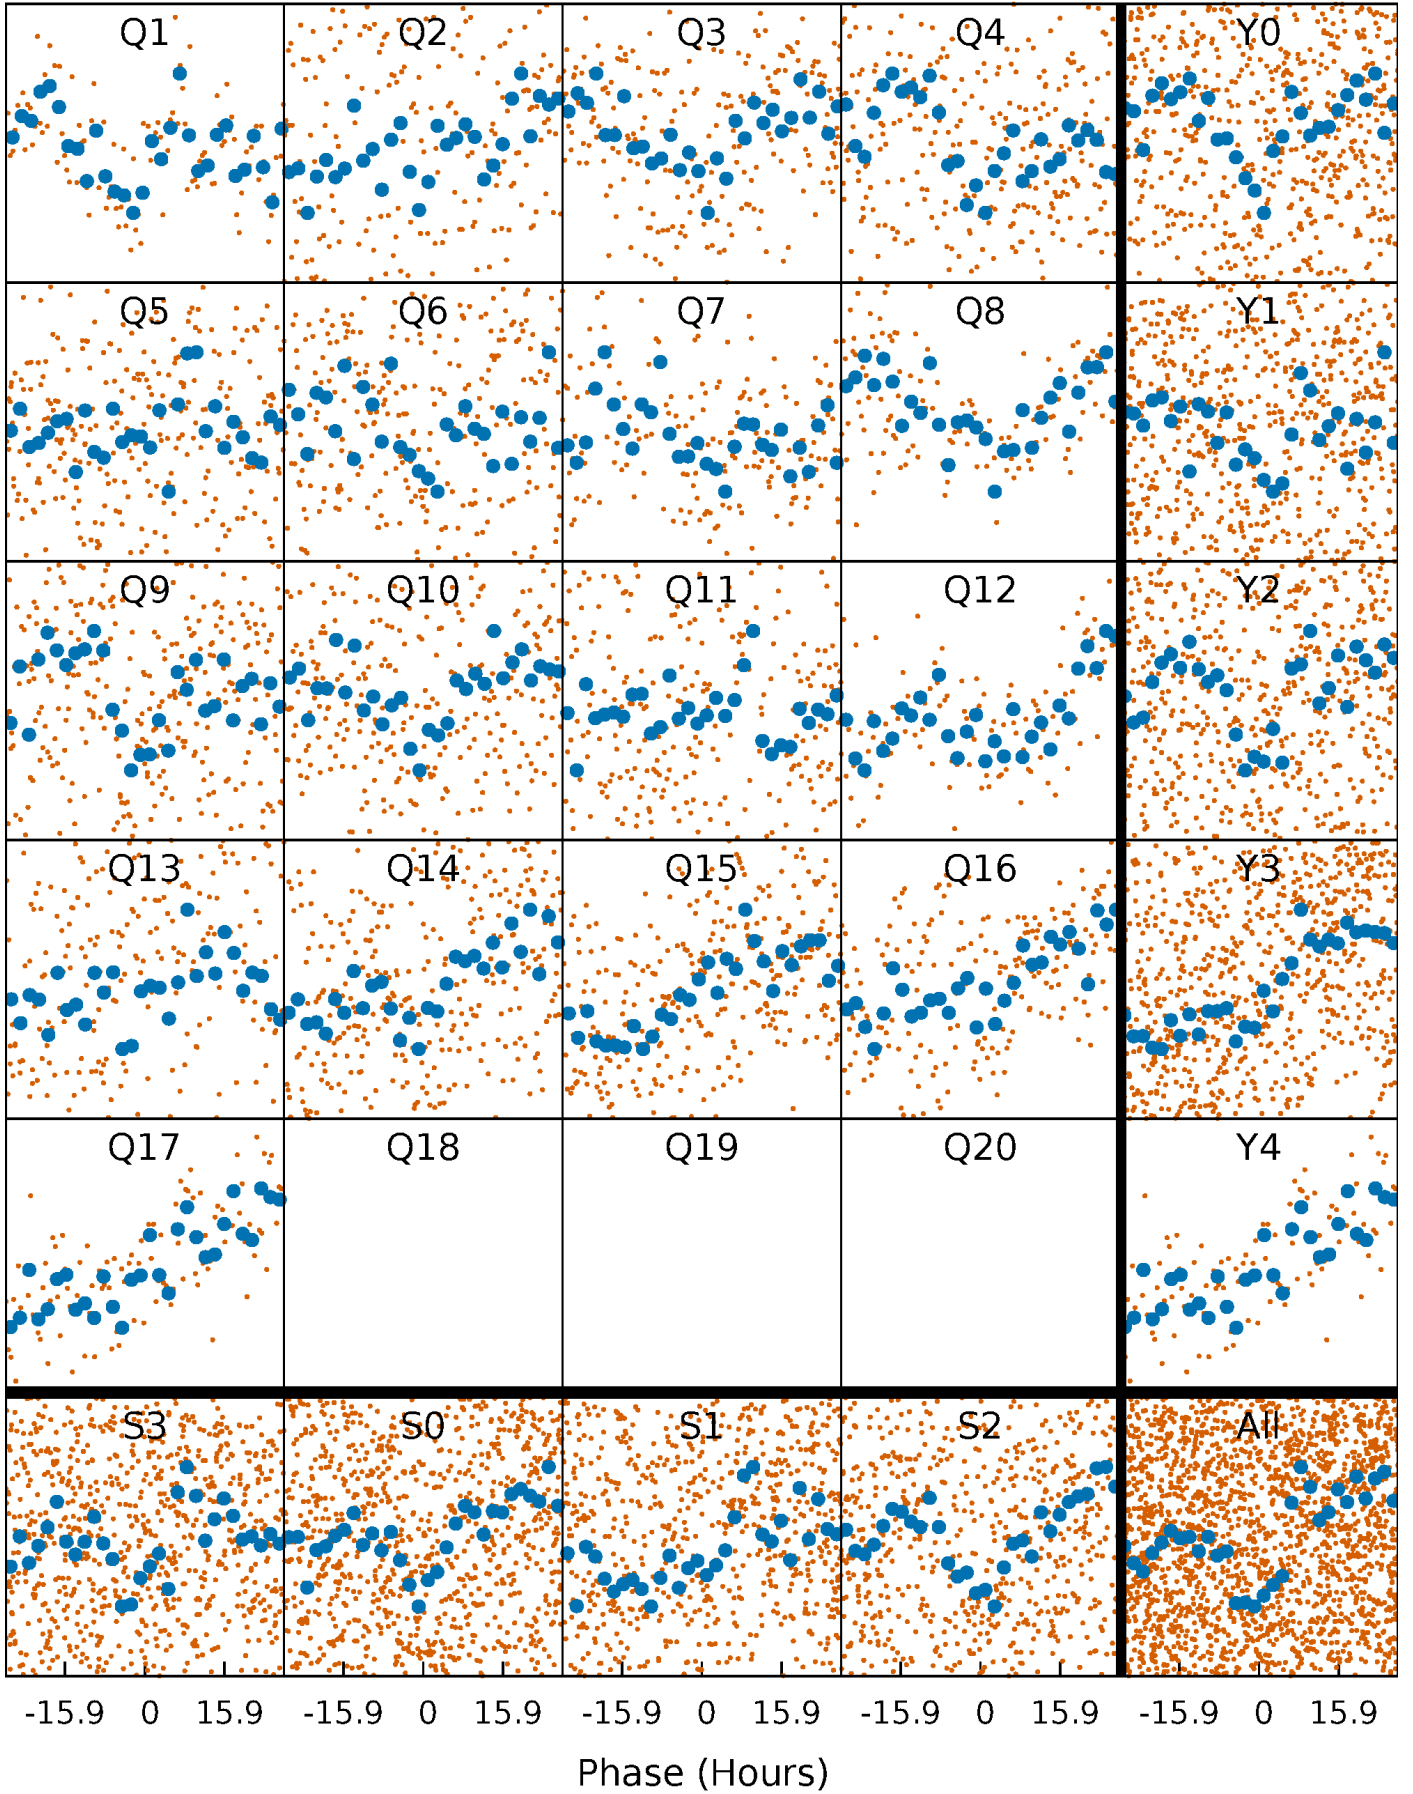 Q1 Q2 Q3 Q4 Y0
Q5 Q6 Q7 Q8 Y1
Q9 Q10 Q11 Q12 Y2
Q13 Q14 Q15 Q16 Y3
Q17 Q18 Q19 Q20 Y4
S3 S0 S1 S2 All
-15.9 0 15.9 -15.9 0 15.9 -15.9 0 15.9 -15.9 0 15.9 -15.9 0 15.9
Phase (Hours)